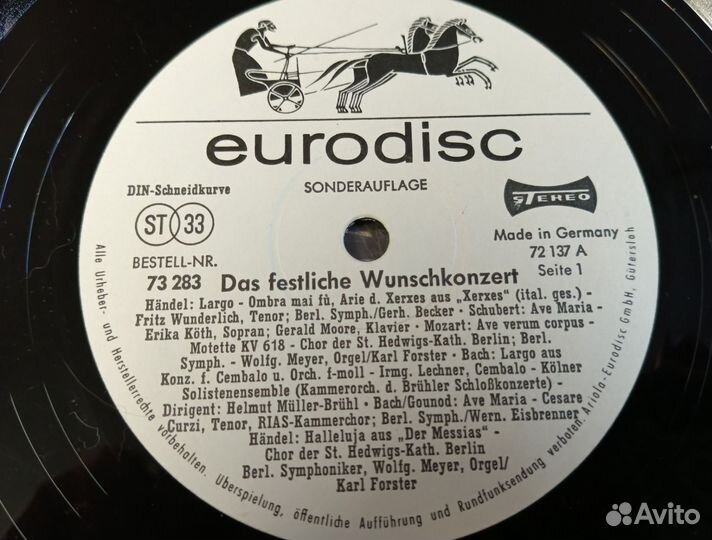 eurodisc
DIN-Schneidkurve
SONDERAUFLAGE
STEREO
ST 33
Made in Germany
72 137 A
BESTELL-NR.
Seite 1
73 283 Das festliche Wunschkonzert
Händel: Largo - Ombra mai fù, Arie d. Xerxes aus „Xerxes“ (ital. ges.) -
Fritz Wunderlich, Tenor; Berl. Symph./Gerh. Becker - Schubert: Ave Maria -
Erika Köth, Sopran; Gerald Moore, Klavier - Mozart: Ave verum corpus -
Motette KV 618 - Chor der St. Hedwigs-Kath. Berlin; Berl.
Symph. - Wolfg. Meyer, Orgel/Karl Forster - Bach: Largo aus
Konz. f. Cembalo u. Orch. f-moll - Irmg. Lechner, Cembalo - Kölner
Solistenensemble (Kammerorch. d. Brühler Schloßkonzerte) -
Dirigent: Helmut Müller-Brühl - Bach/Gounod: Ave Maria - Cesare
Curzi, Tenor, RIAS-Kammerchor; Berl. Symph./Wern. Eisbrenner
Händel: Halleluja aus „Der Messias“ -
Chor der St. Hedwigs-Kath. Berlin
Berl. Symphoniker, Wolfg. Meyer, Orgel/
Karl Forster
Alle Urheber- und Herstellerrechte vorbehalten. Überspielung, öffentliche Aufführung und Rundfunksendung verboten. Ariola-Eurodisc GmbH, Gütersloh
Avito